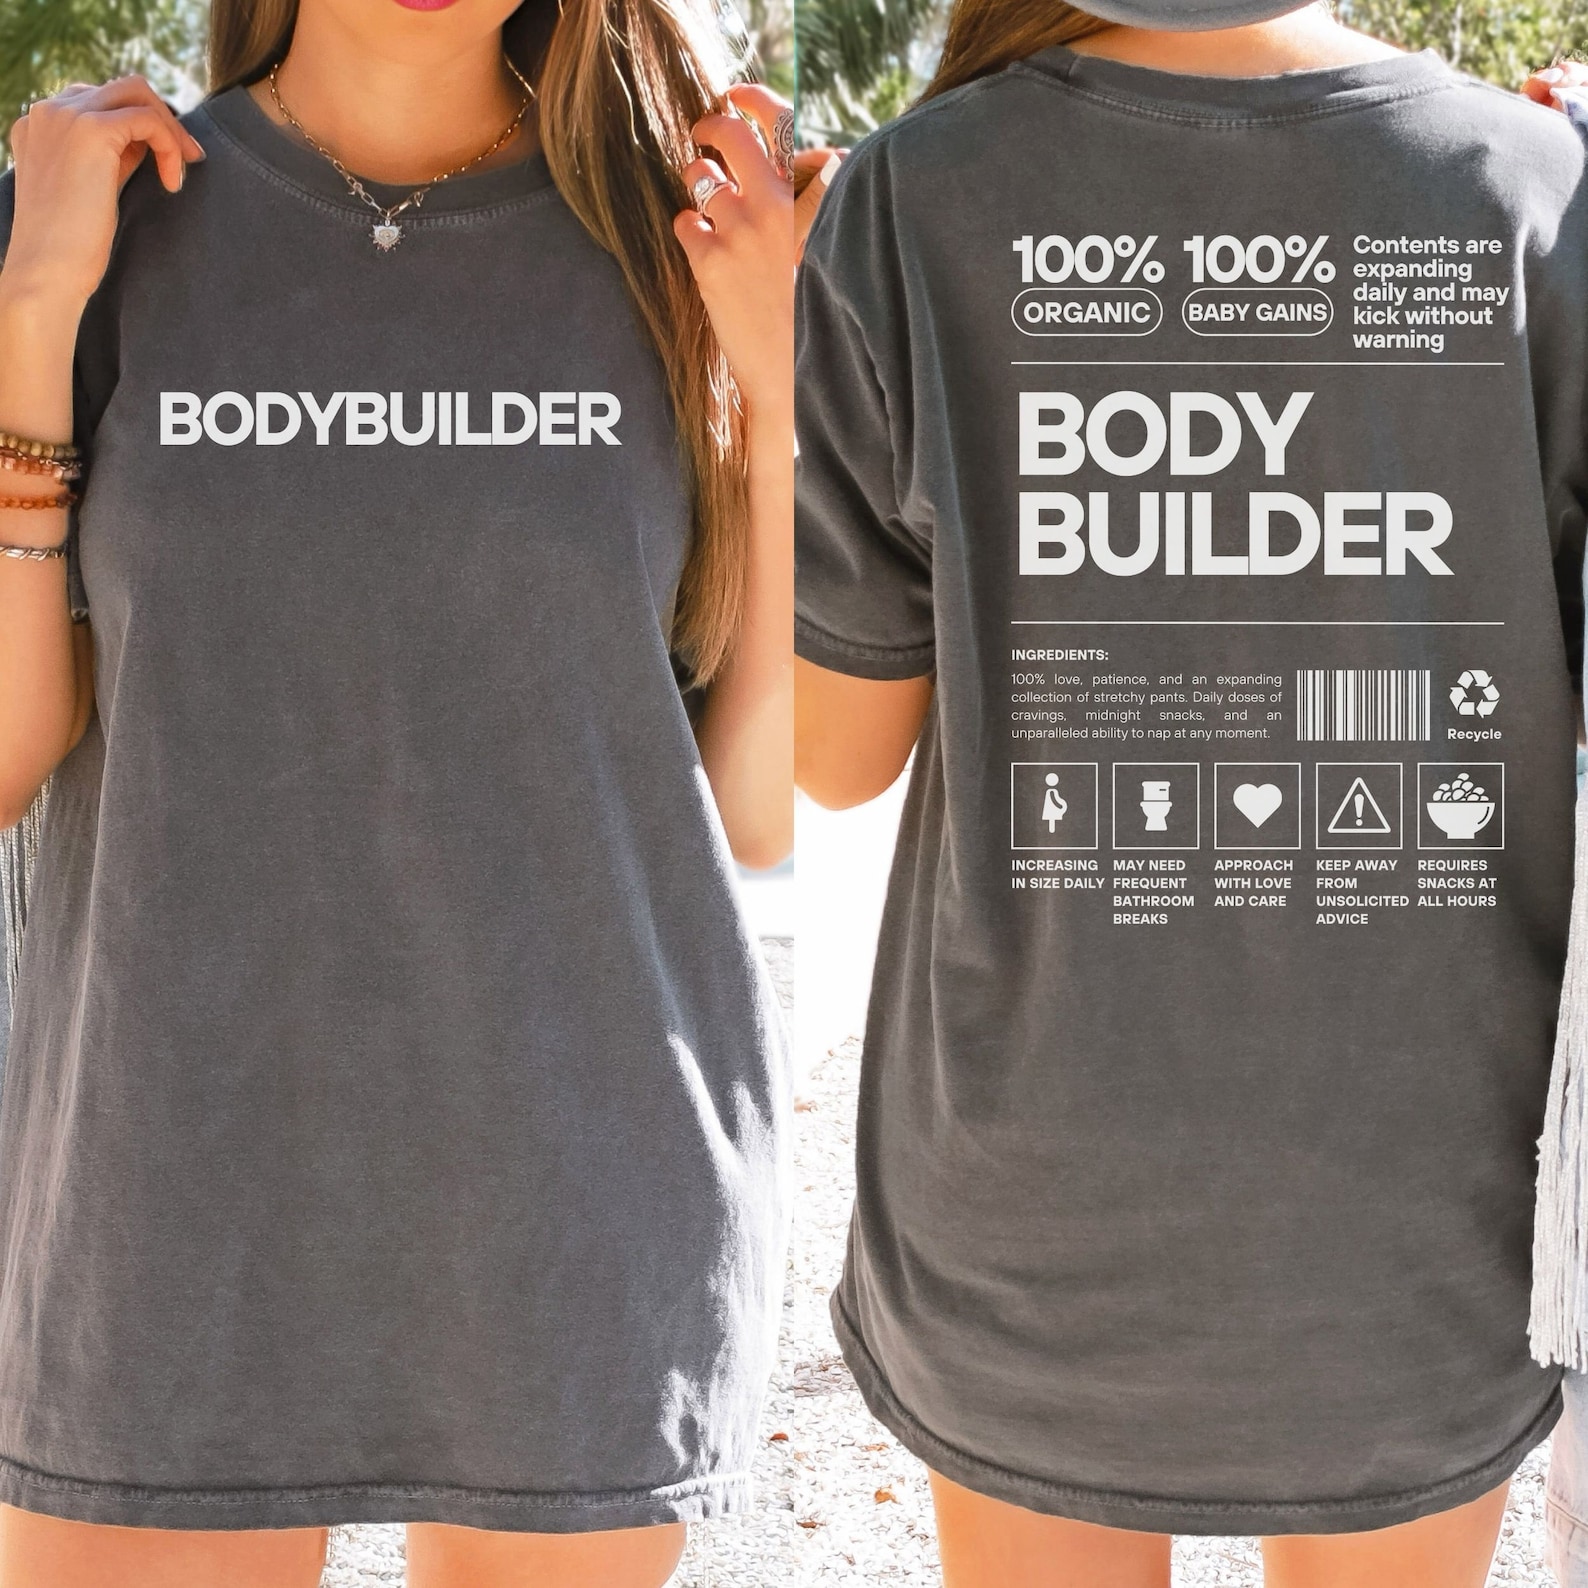 BODYBUILDER
100%
ORGANIC
100%
BABY GAINS
Contents are
expanding
daily and may
kick without
warning
BODY
BUILDER
INGREDIENTS:
100% love, patience, and an expanding
collection of stretchy pants. Daily doses of
cravings, midnight snacks, and an
unparalleled ability to nap at any moment.
Recycle
INCREASING
IN SIZE DAILY
MAY NEED
FREQUENT
BATHROOM
BREAKS
APPROACH
WITH LOVE
AND CARE
KEEP AWAY
FROM
UNSOLICITED
ADVICE
REQUIRES
SNACKS AT
ALL HOURS